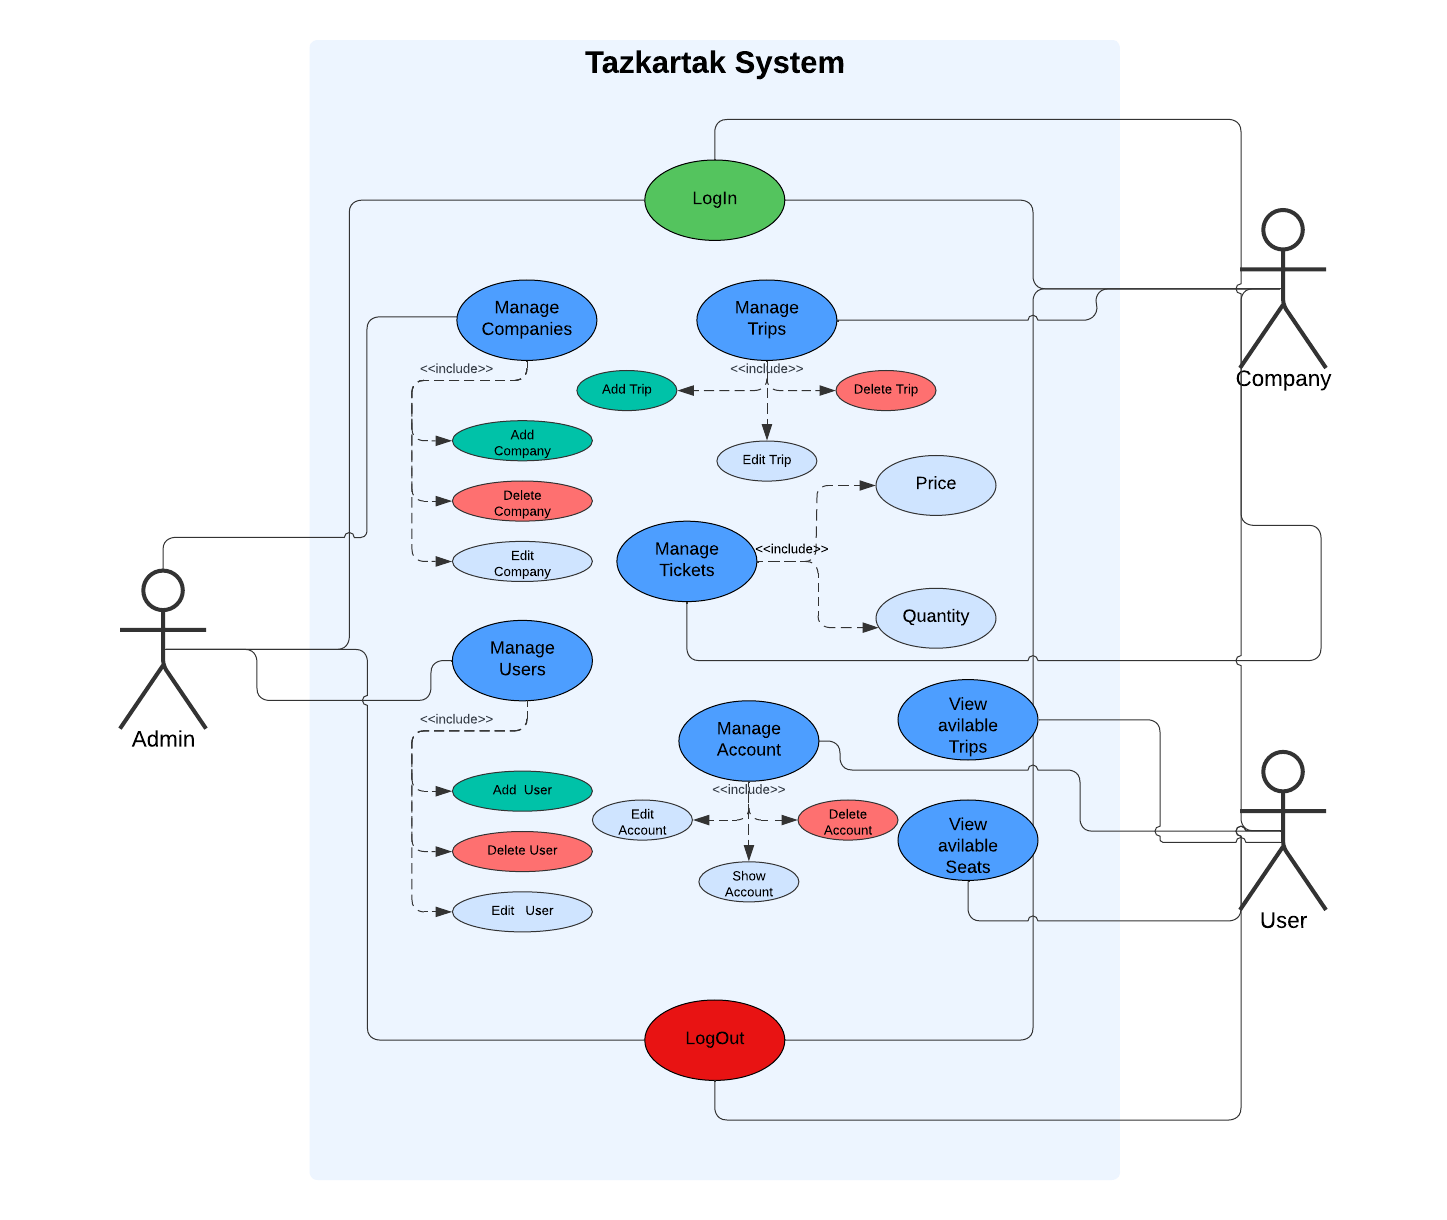 Tazkartak System
LogIn
Manage
Companies
Manage
Trips
<<include>>
<<include>>
Add Trip
Delete Trip
Company
Add
Company
Edit Trip
Price
Delete
Company
Manage
Tickets
<<include>>
Edit
Company
Quantity
Manage
Users
Admin
<<include>>
Manage
Account
View
avilable
Trips
<<include>>
Add  User
Edit
Account
Delete
Account
View
avilable
Seats
Delete User
Show
Account
Edit   User
User
LogOut